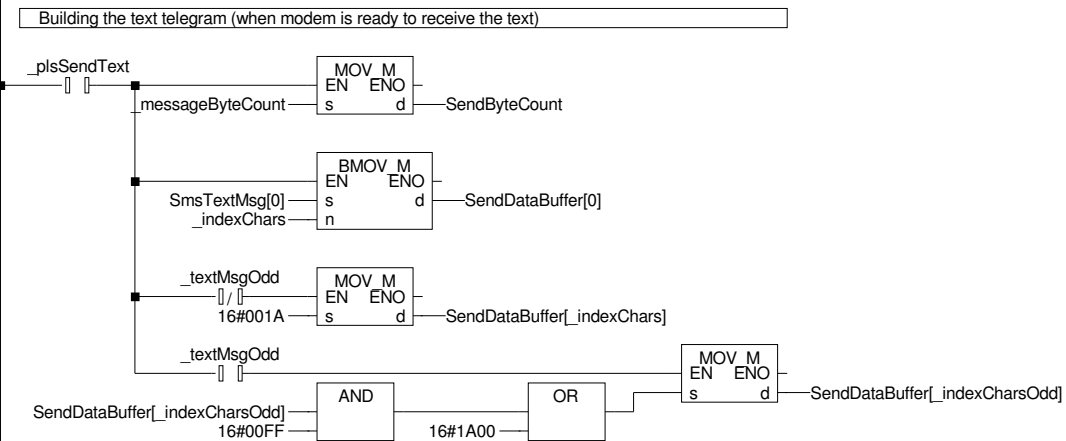 Building the text telegram (when modem is ready to receive the text)
_plsSendText
MOV_M
EN ENO
_messageByteCount s d SendByteCount
BMOV_M
EN ENO
SmsTextMsg[0] s d SendDataBuffer[0]
_indexChars n
_textMsgOdd
MOV_M
EN ENO
16#001A s d SendDataBuffer[_indexChars]
_textMsgOdd
MOV_M
EN ENO
s d SendDataBuffer[_indexCharsOdd]
AND OR
SendDataBuffer[_indexCharsOdd]
16#00FF 16#1A00